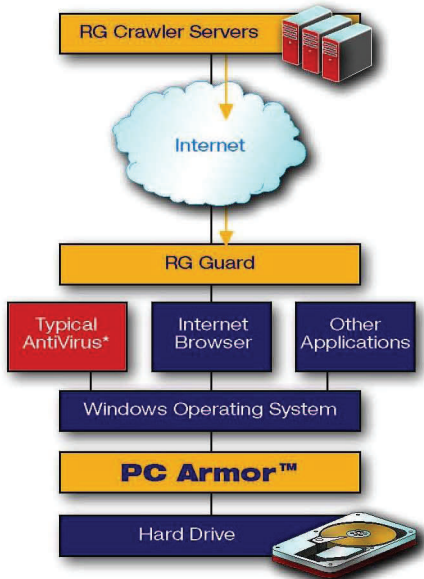 RG Crawler Servers
Internet
RG Guard
Typical
AntiVirus*
Internet
Browser
Other
Applications
Windows Operating System
PC Armor™
Hard Drive